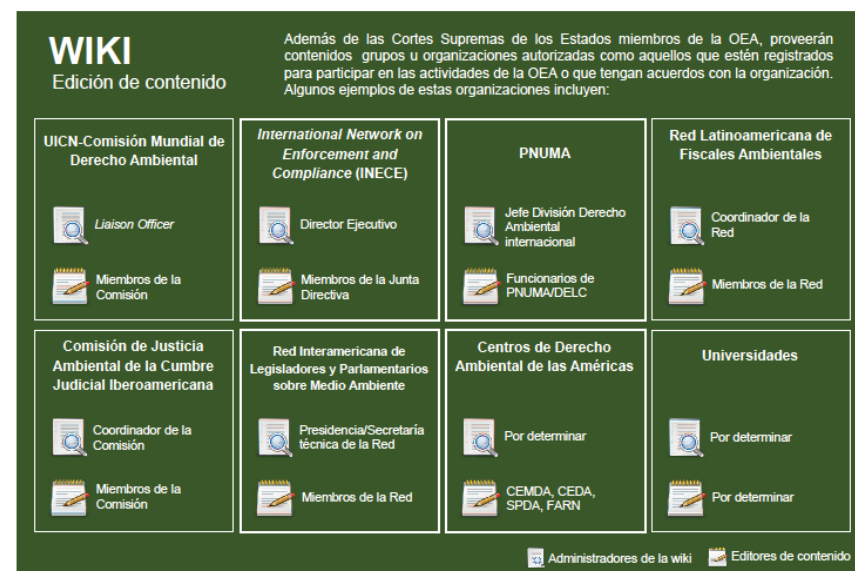 WIKI
Edición de contenido
Además de las Cortes Supremas de los Estados miembros de la OEA, proveerán
contenidos grupos u organizaciones autorizadas como aquellos que estén registrados
para participar en las actividades de la OEA o que tengan acuerdos con la organización.
Algunos ejemplos de estas organizaciones incluyen:
UICN-Comisión Mundial de
Derecho Ambiental
Liaison Officer
Miembros de la
Comisión
International Network on
Enforcement and
Compliance (INECE)
Director Ejecutivo
Miembros de la Junta
Directiva
PNUMA
Jefe División Derecho
Ambiental
internacional
Funcionarios de
PNUMA/DELC
Red Latinoamericana de
Fiscales Ambientales
Coordinador de la
Red
Miembros de la Red
Comisión de Justicia
Ambiental de la Cumbre
Judicial Iberoamericana
Coordinador de la
Comisión
Miembros de la
Comisión
Red Interamericana de
Legisladores y Parlamentarios
sobre Medio Ambiente
Presidencia/Secretaría
técnica de la Red
Miembros de la Red
Centros de Derecho
Ambiental de las Américas
Por determinar
CEMDA, CEDA,
SPDA, FARN
Universidades
Por determinar
Por determinar
Administradores de la wiki
Editores de contenido